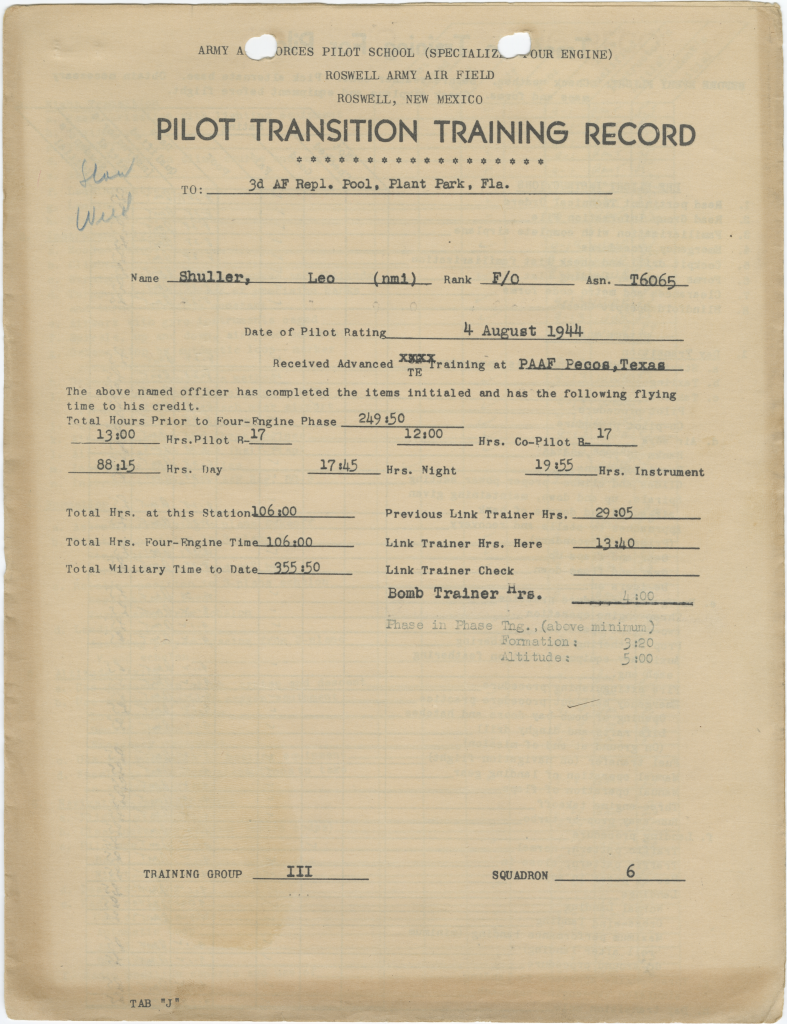 ARMY A ORCES PILOT SCHOOL (SPECIALIZ OUR ENGINE)
ROSWELL ARMY AIR FIELD
ROSWELL, NEW MEXICO
PILOT TRANSITION TRAINING RECORD
* * * * * * * * * * * * * * * * * *
TO: 3d AF Repl. Pool, Plant Park, Fla.
Name Shuller, Leo (nmi) Rank F/O Asn. T6065
Date of Pilot Rating 4 August 1944
Received Advanced XXXX Training at PAAF Pecos,Texas
TE
The above named officer has completed the items initialed and has the following flying
time to his credit.
Total Hours Prior to Four-Engine Phase 249:50
13:00 Hrs.Pilot B-17 12:00 Hrs. Co-Pilot B-17
88:15 Hrs. Day 17:45 Hrs. Night 19:55 Hrs. Instrument
Total Hrs. at this Station 106:00 Previous Link Trainer Hrs. 29:05
Total Hrs. Four-Engine Time 106:00 Link Trainer Hrs. Here 13:40
Total Military Time to Date 355:50 Link Trainer Check
Bomb Trainer Hrs. 4:00
Phase in Phase Tng.,(above minimum)
Formation: 3:20
Altitude: 5:00
TRAINING GROUP III SQUADRON 6
TAB "J"